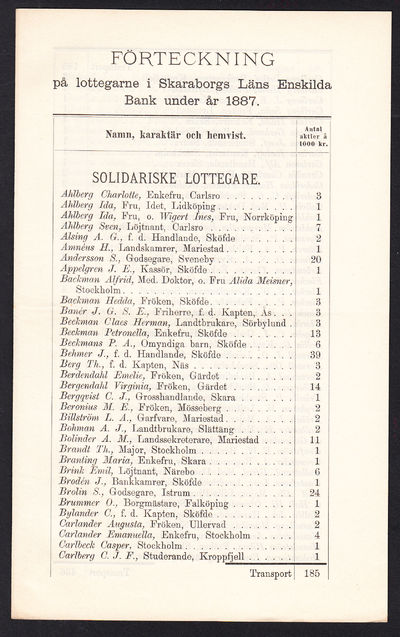 FÖRTECKNING
på lottegarne i Skaraborgs Läns Enskilda
Bank under år 1887.
Namn, karaktär och hemvist.
Antal
aktier à
1000 kr.
SOLIDARISKE LOTTEGARE.
Ahlberg Charlotte, Enkefru, Carlsro . . . . . . . . . 3
Ahlberg Ida, Fru, Idet, Lidköping . . . . . . . . . 1
Ahlberg Ida, Fru, o. Wigert Ines, Fru, Norrköping 1
Ahlberg Sven, Löjtnant, Carlsro . . . . . . . . . 7
Alsing A. G., f. d. Handlande, Sköfde . . . . . . . 2
Amnéus H., Landskamrer, Mariestad . . . . . . . . 1
Andersson S., Godsegare, Sveneby . . . . . . . . . 20
Appelgren J. E., Kassör, Sköfde . . . . . . . . . 1
Backman Alfrid, Med. Doktor, o. Fru Alida Meisner,
Stockholm . . . . . . . . . 1
Backman Hedda, Fröken, Sköfde . . . . . . . . . 3
Banér J. G. S. E., Friherre, f. d. Kapten, Ås . . . 3
Beckman Claes Herman, Landtbrukare, Sörbylund . 3
Beckman Petronella, Enkefru, Sköfde . . . . . . . 13
Beckmans P. A., Omyndiga barn, Sköfde . . . . . . 6
Behmer J., f. d. Handlande, Sköfde . . . . . . . . 39
Berg Th., f. d. Kapten, Näs . . . . . . . . . 3
Berdendahl Emelie, Fröken, Gärdet . . . . . . . . 2
Bergendahl Virginia, Fröken, Gärdet . . . . . . . 14
Bergqvist C. J., Grosshandlande, Skara . . . . . . 1
Beronius M. E., Fröken, Mösseberg . . . . . . . . 2
Billström L. A., Garfvare, Mariestad . . . . . . . 2
Bohman A. J., Landtbrukare, Slättäng . . . . . . . 2
Bolinder A. M., Landssekreterare, Mariestad . . . . 11
Brandt Th., Major, Stockholm . . . . . . . . . 1
Branting Maria, Enkefru, Skara . . . . . . . . . 1
Brink Emil, Löjtnant, Närebo . . . . . . . . . 6
Brodén J., Bankkamrer, Sköfde . . . . . . . . . 1
Brolin S., Godsegare, Istrum . . . . . . . . . 24
Brummer O., Borgmästare, Falköping . . . . . . . 1
Bylander C., f. d. Kapten, Sköfde . . . . . . . . 2
Carlander Augusta, Fröken, Ullervad . . . . . . . 2
Carlander Emanuella, Enkefru, Stockholm . . . . . 4
Carlbeck Casper, Stockholm . . . . . . . . . 1
Carlberg C. J. F., Studerande, Kroppfjell . . . . . 1
Transport 185